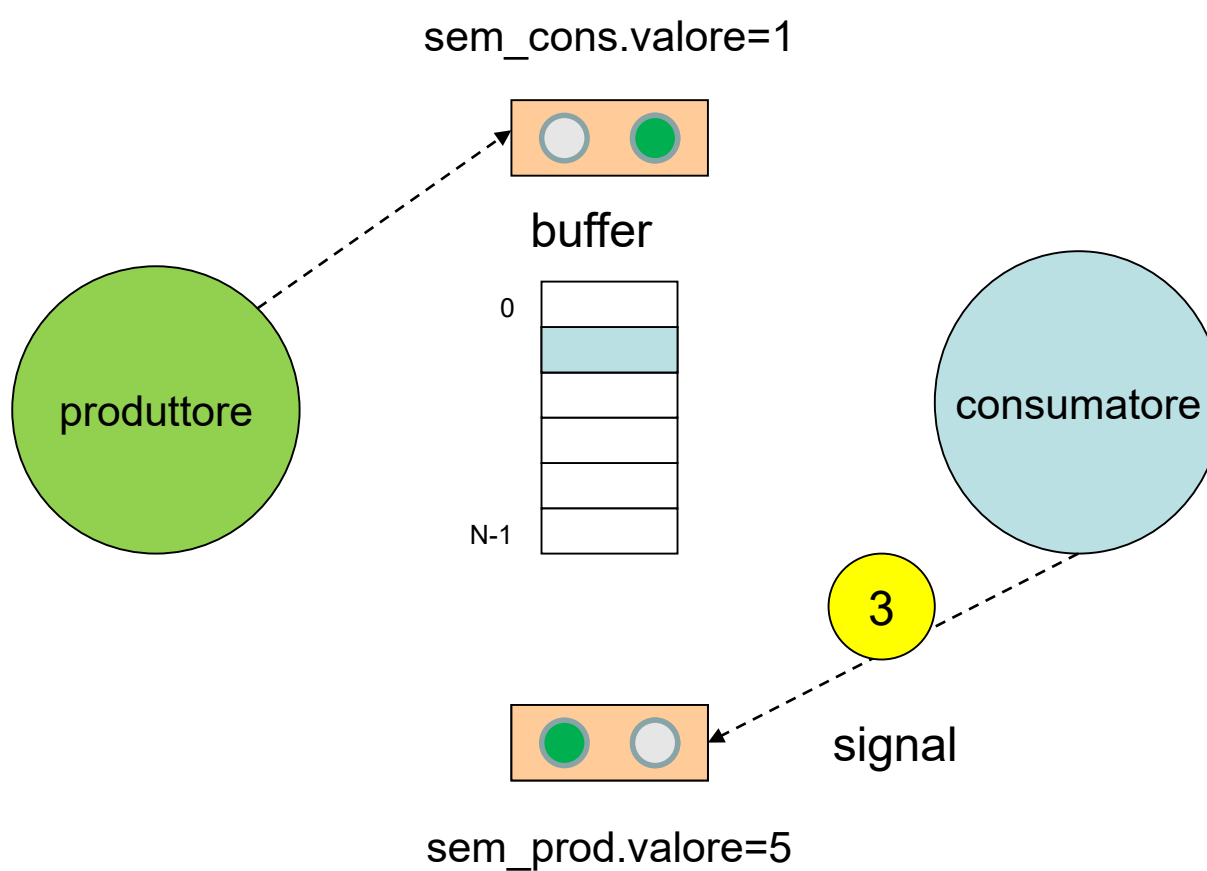 sem_cons.valore=1
buffer
0
produttore
consumatore
N-1
3
signal
sem_prod.valore=5